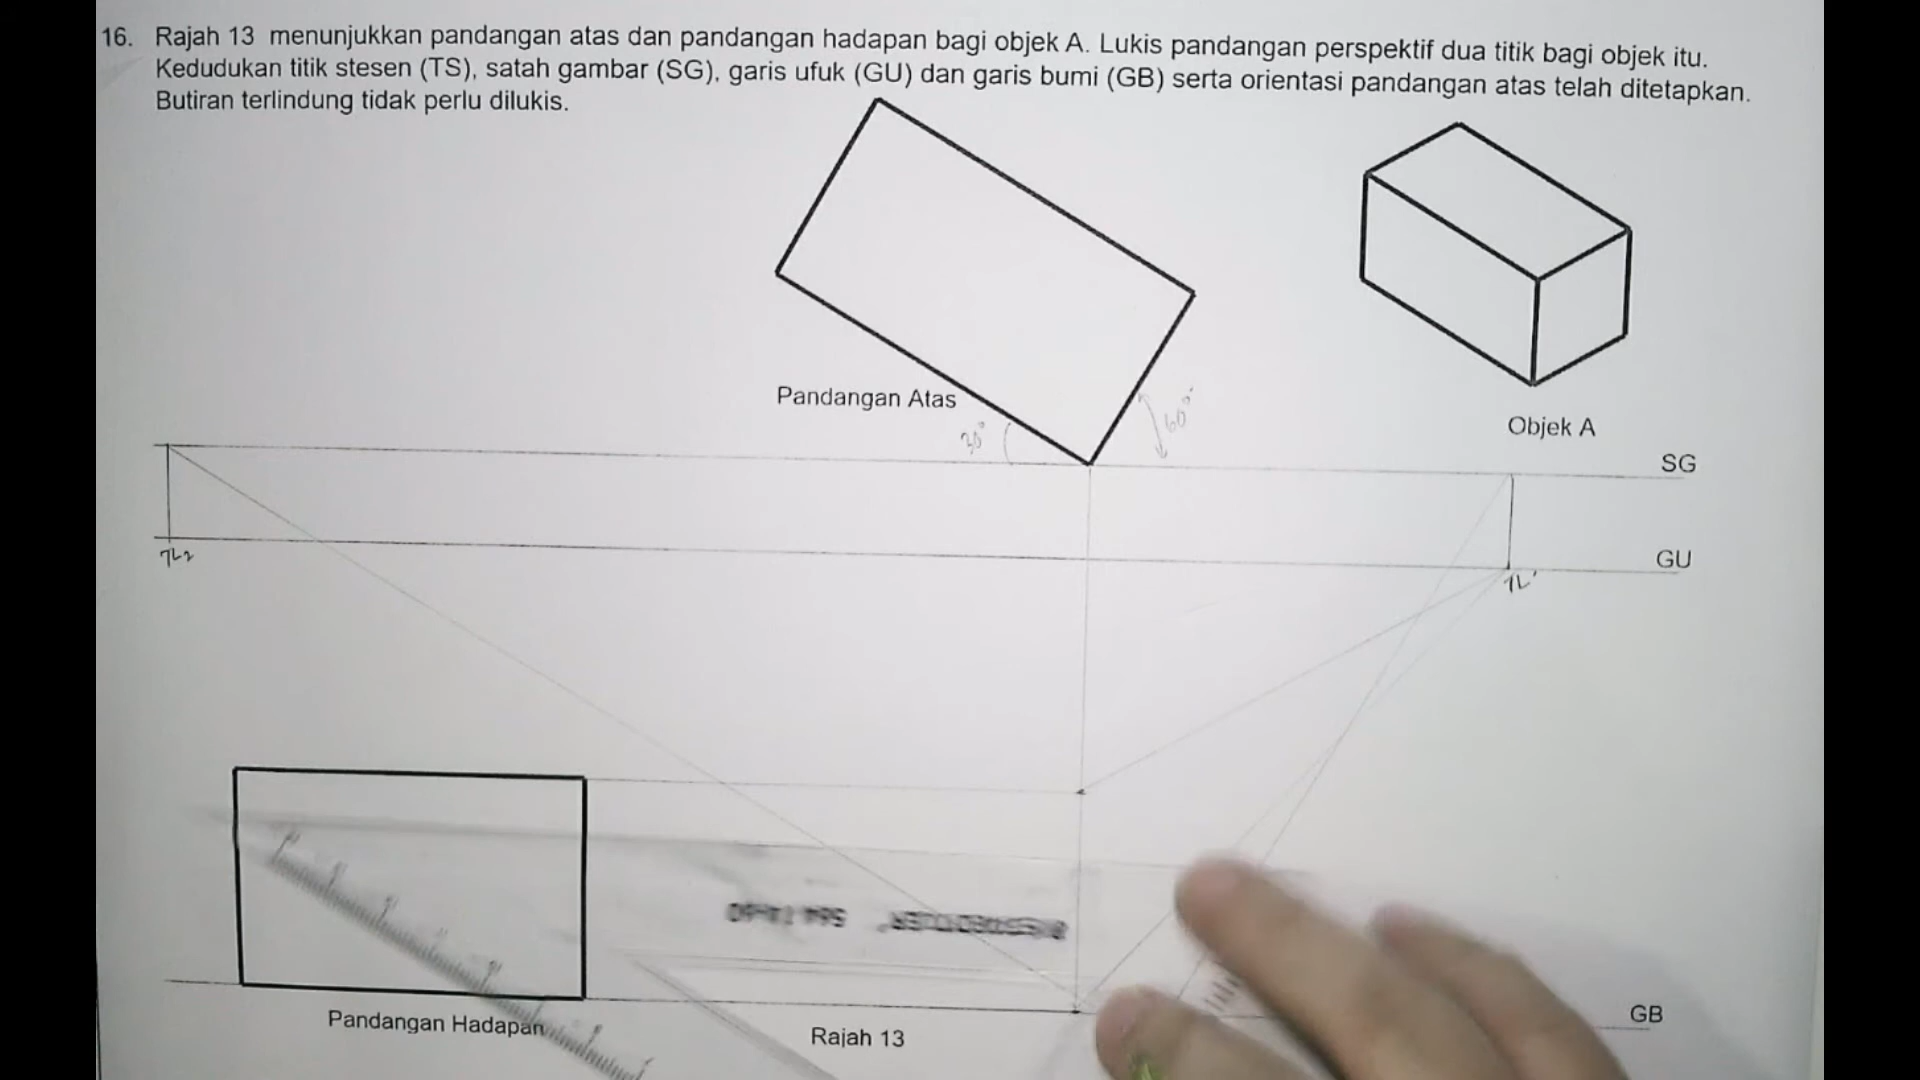 16. Rajah 13 menunjukkan pandangan atas dan pandangan hadapan bagi objek A. Lukis pandangan perspektif dua titik bagi objek itu.
Kedudukan titik stesen (TS), satah gambar (SG), garis ufuk (GU) dan garis bumi (GB) serta orientasi pandangan atas telah ditetapkan.
Butiran terlindung tidak perlu dilukis.
Pandangan Atas
30°
60°
Objek A
SG
TL2
GU
TL1
GB
Pandangan Hadapan
Rajah 13